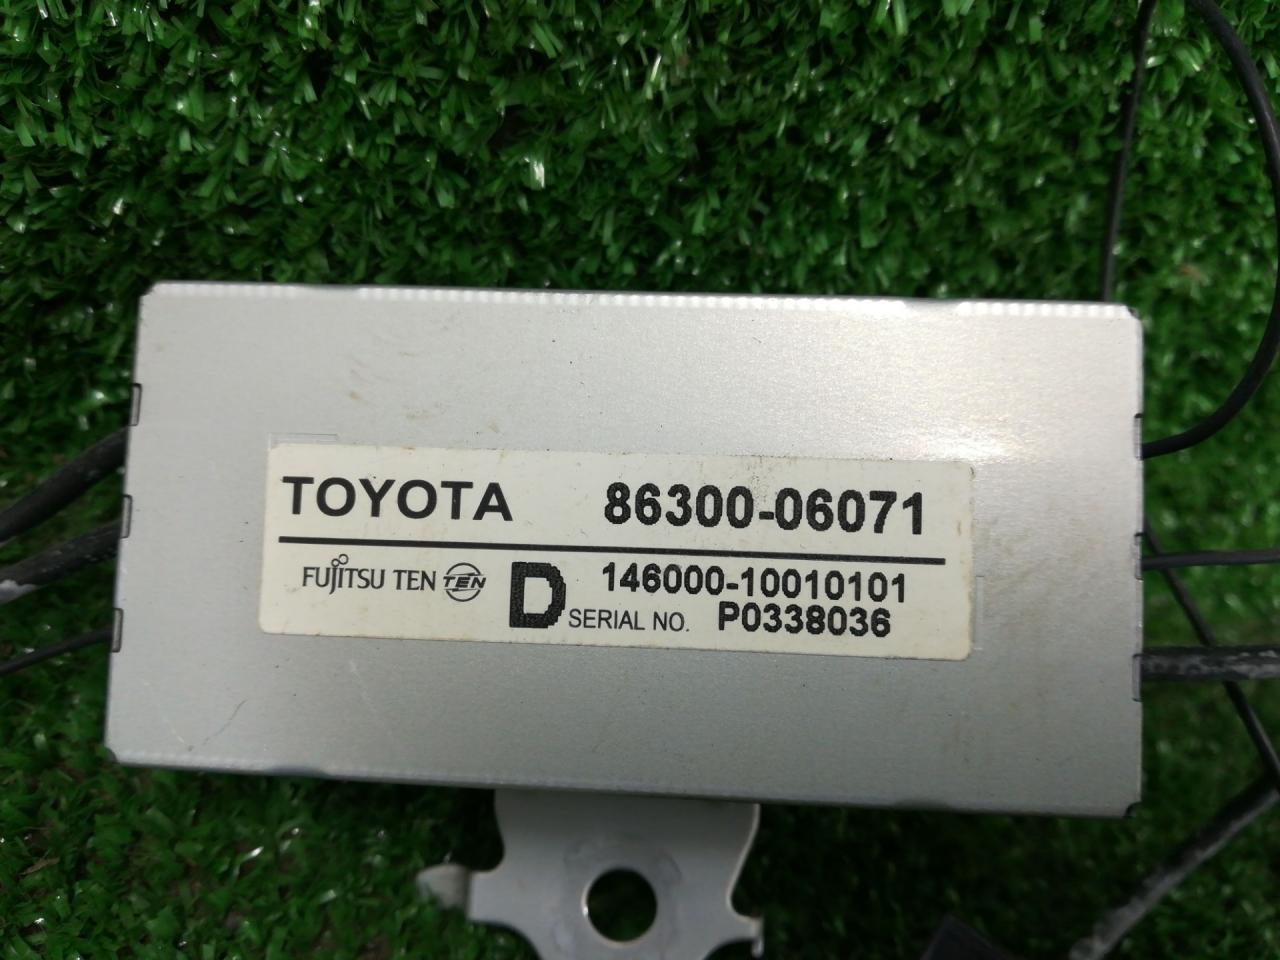 TOYOTA 86300-06071
FUJITSU TEN TEN D 146000-10010101
SERIAL NO. P0338036